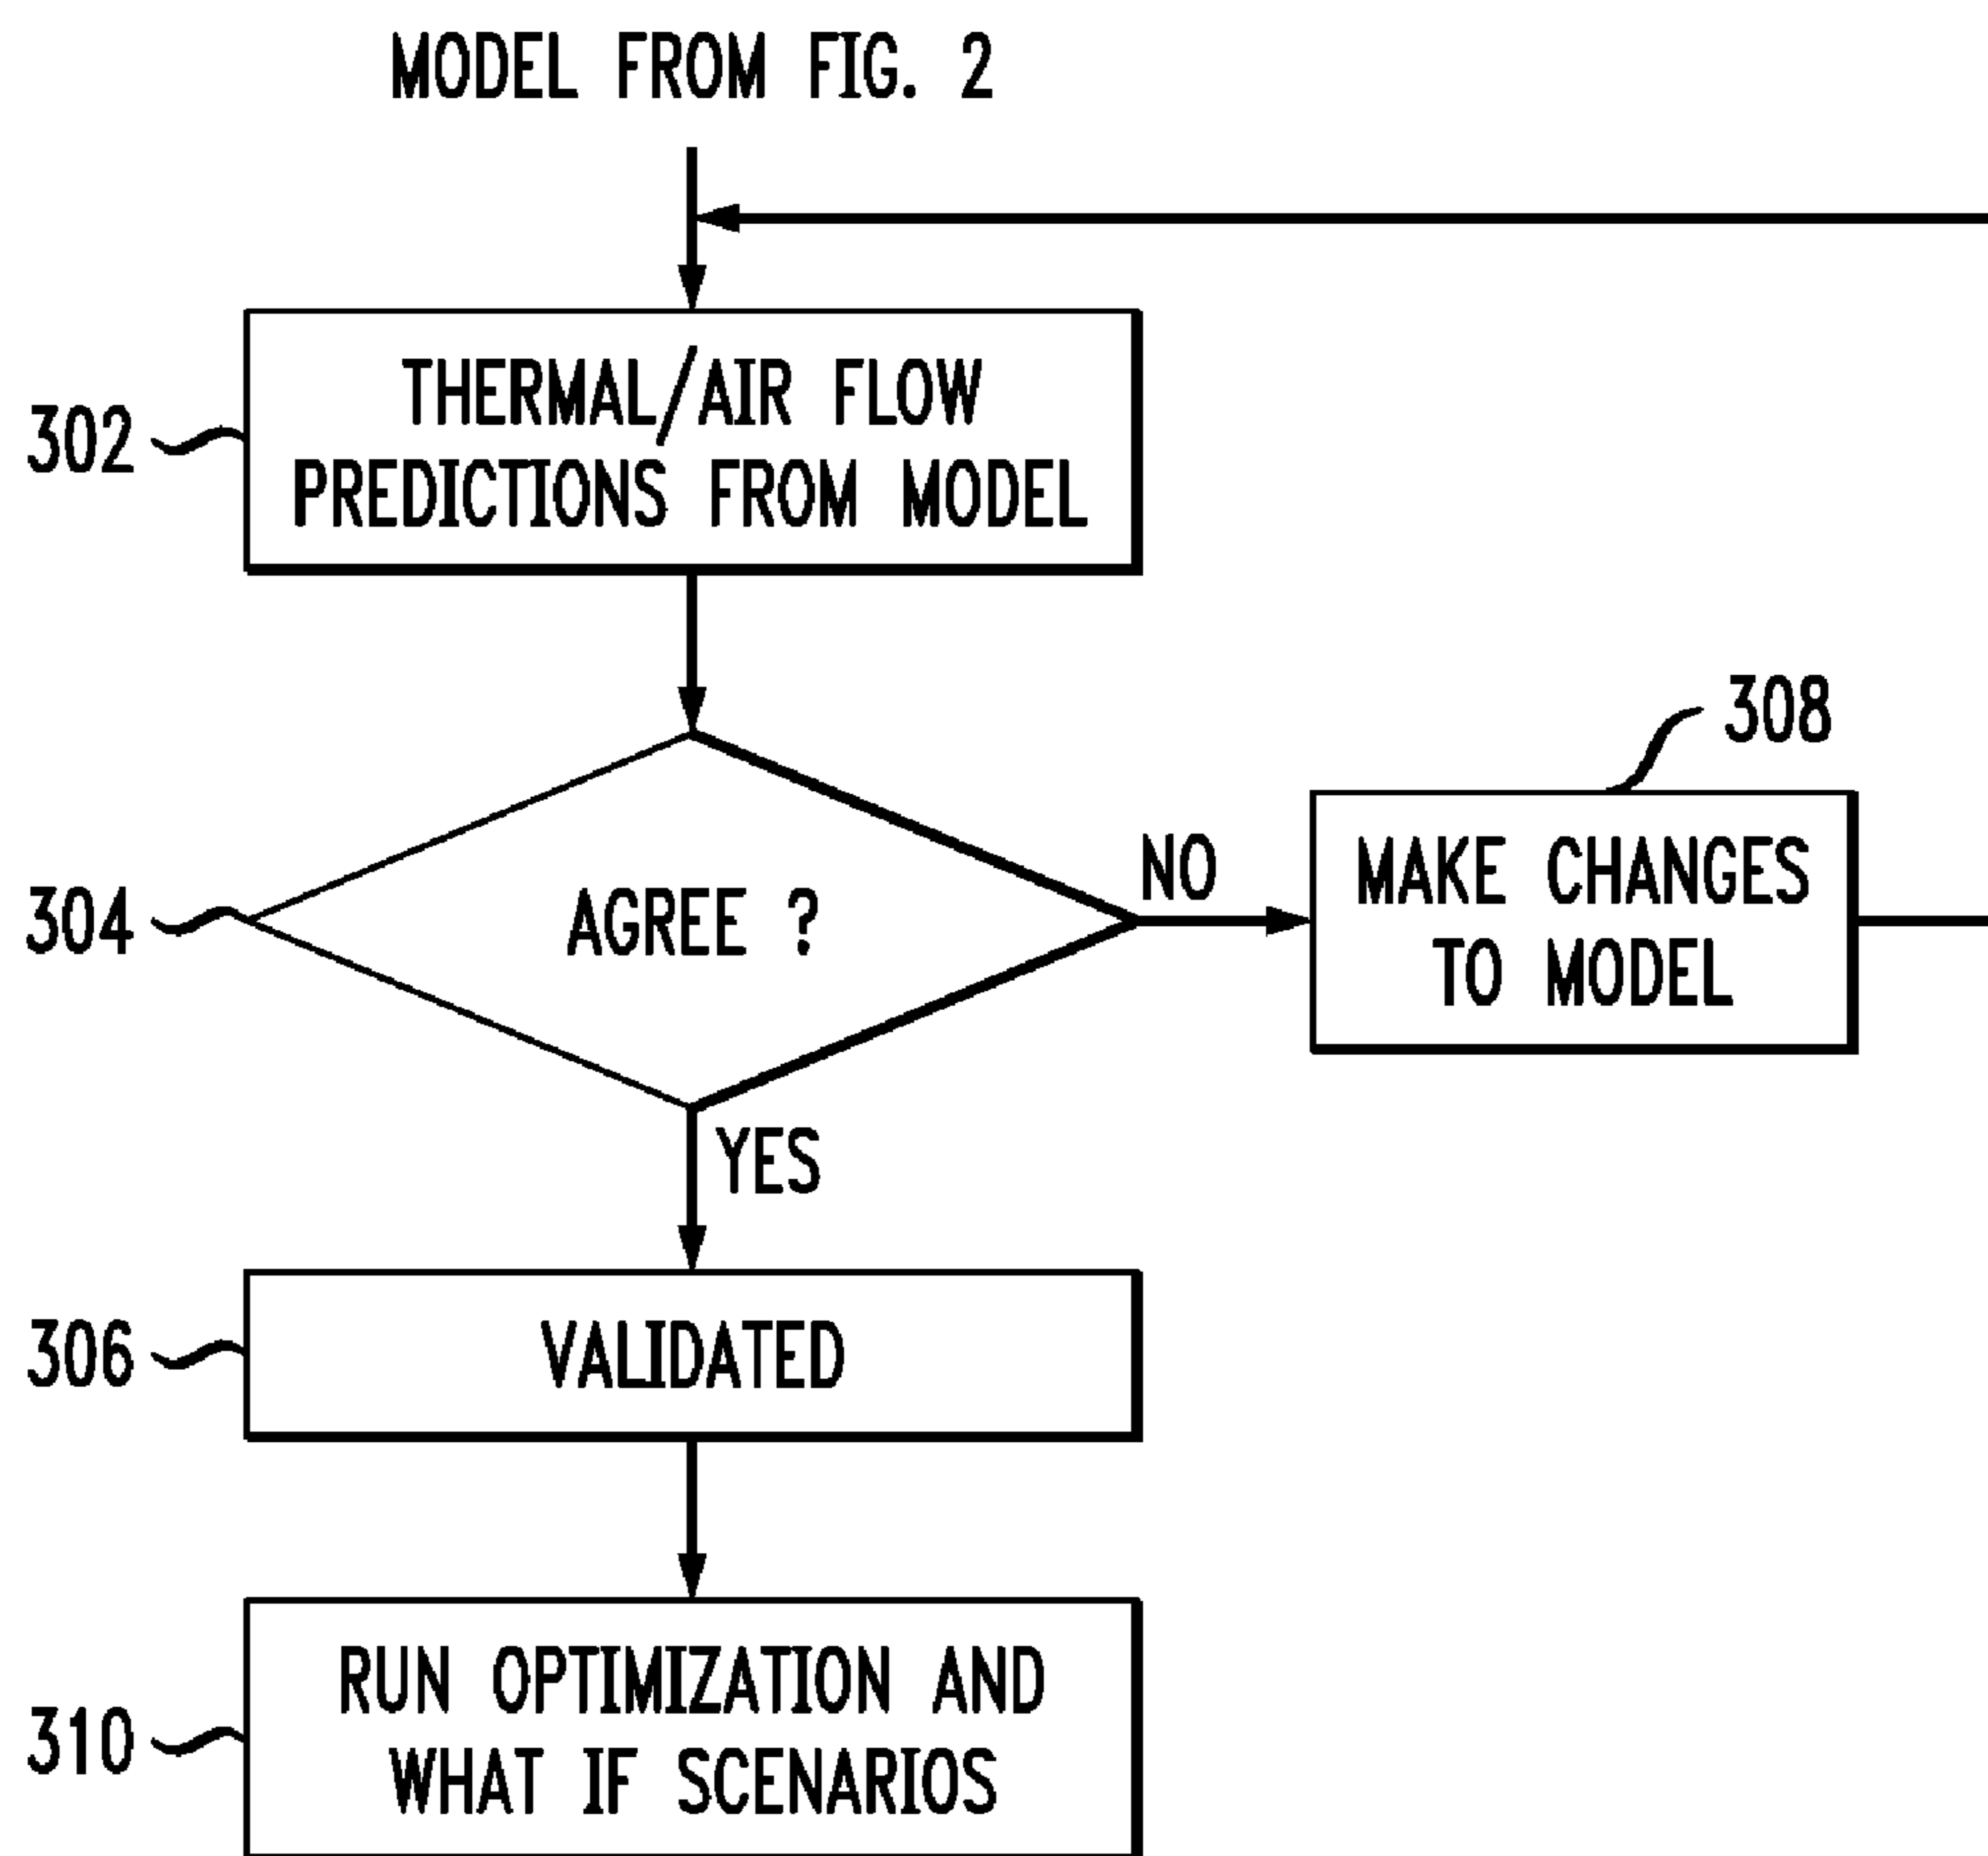 MODEL FROM FIG. 2
302
THERMAL/AIR FLOW
PREDICTIONS FROM MODEL
304
AGREE ?
NO
308
MAKE CHANGES
TO MODEL
YES
306
VALIDATED
310
RUN OPTIMIZATION AND
WHAT IF SCENARIOS